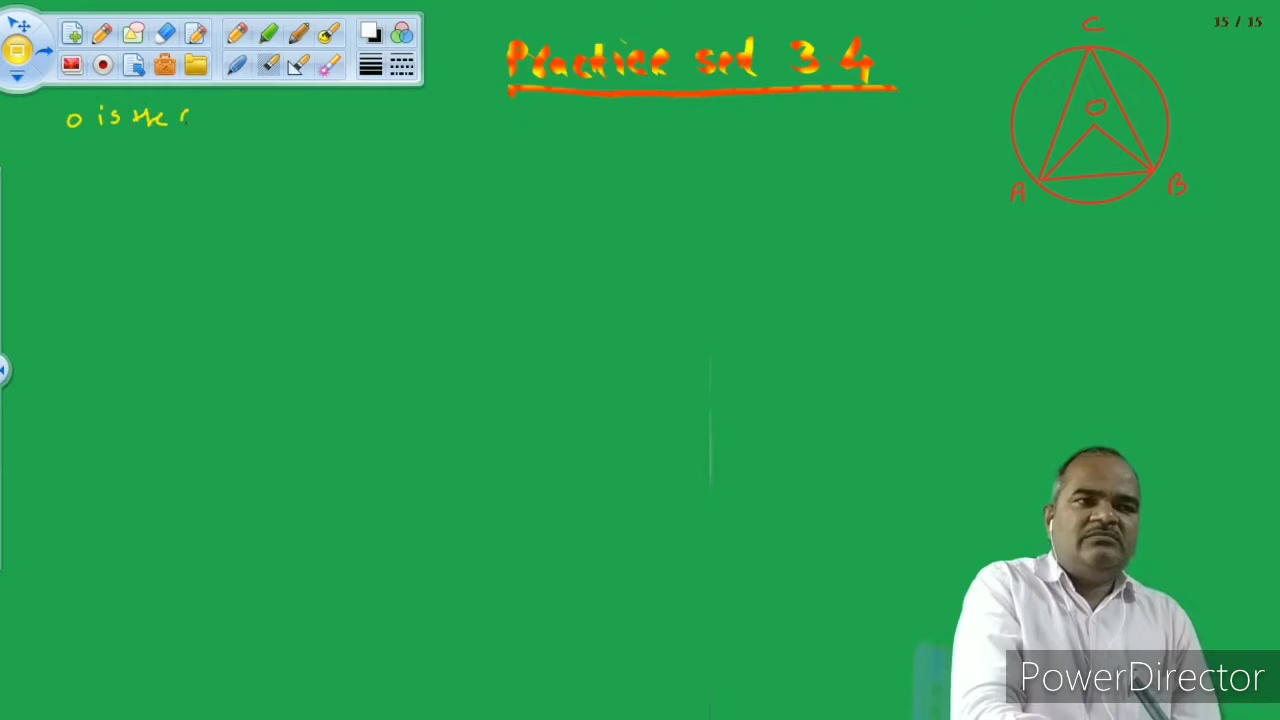 Practice set 3.4
15 / 15
C
o is the c
O
A
B
PowerDirector